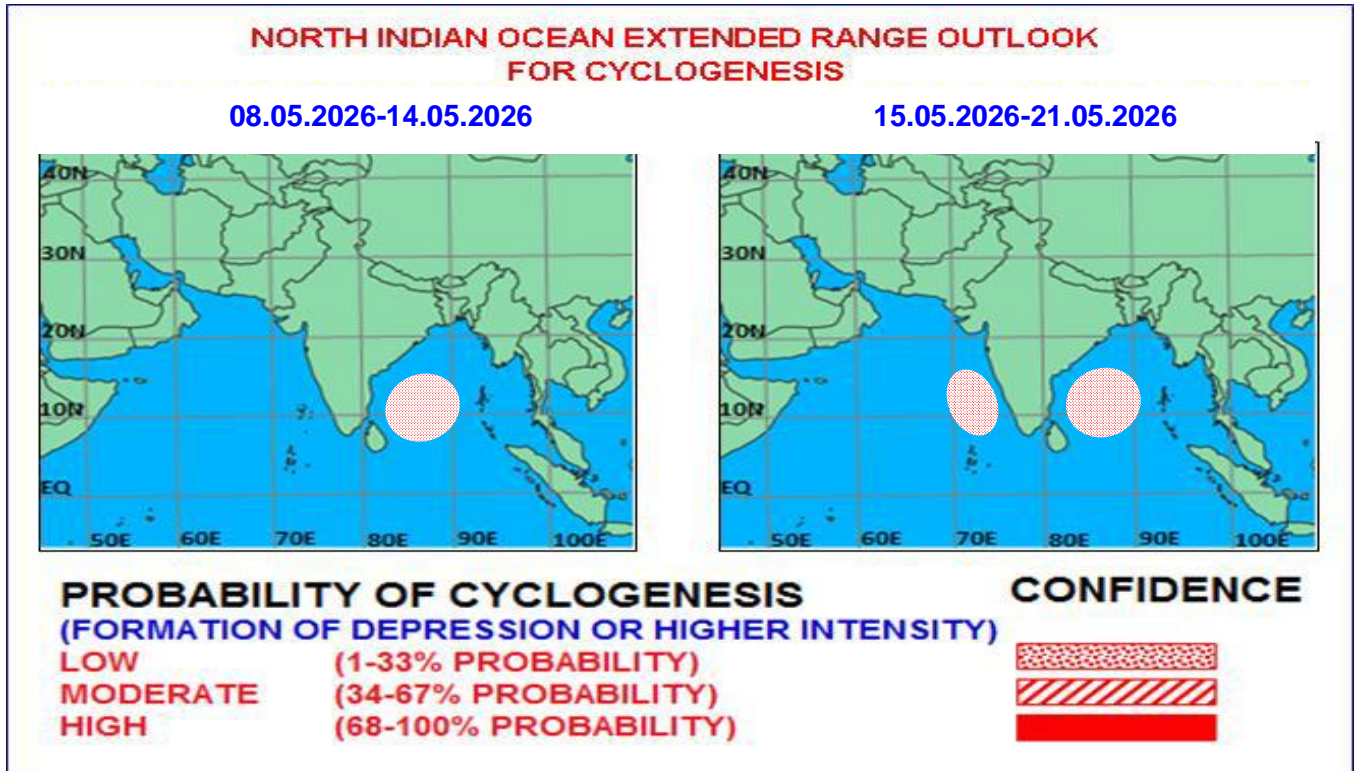 NORTH INDIAN OCEAN EXTENDED RANGE OUTLOOK
FOR CYCLOGENESIS
08.05.2026-14.05.2026
15.05.2026-21.05.2026
40N
30N
20N
10N
EQ
50E 60E 70E 80E 90E 100E
40N
30N
20N
10N
EQ
50E 60E 70E 80E 90E 100E
PROBABILITY OF CYCLOGENESIS
CONFIDENCE
(FORMATION OF DEPRESSION OR HIGHER INTENSITY)
LOW (1-33% PROBABILITY)
MODERATE (34-67% PROBABILITY)
HIGH (68-100% PROBABILITY)